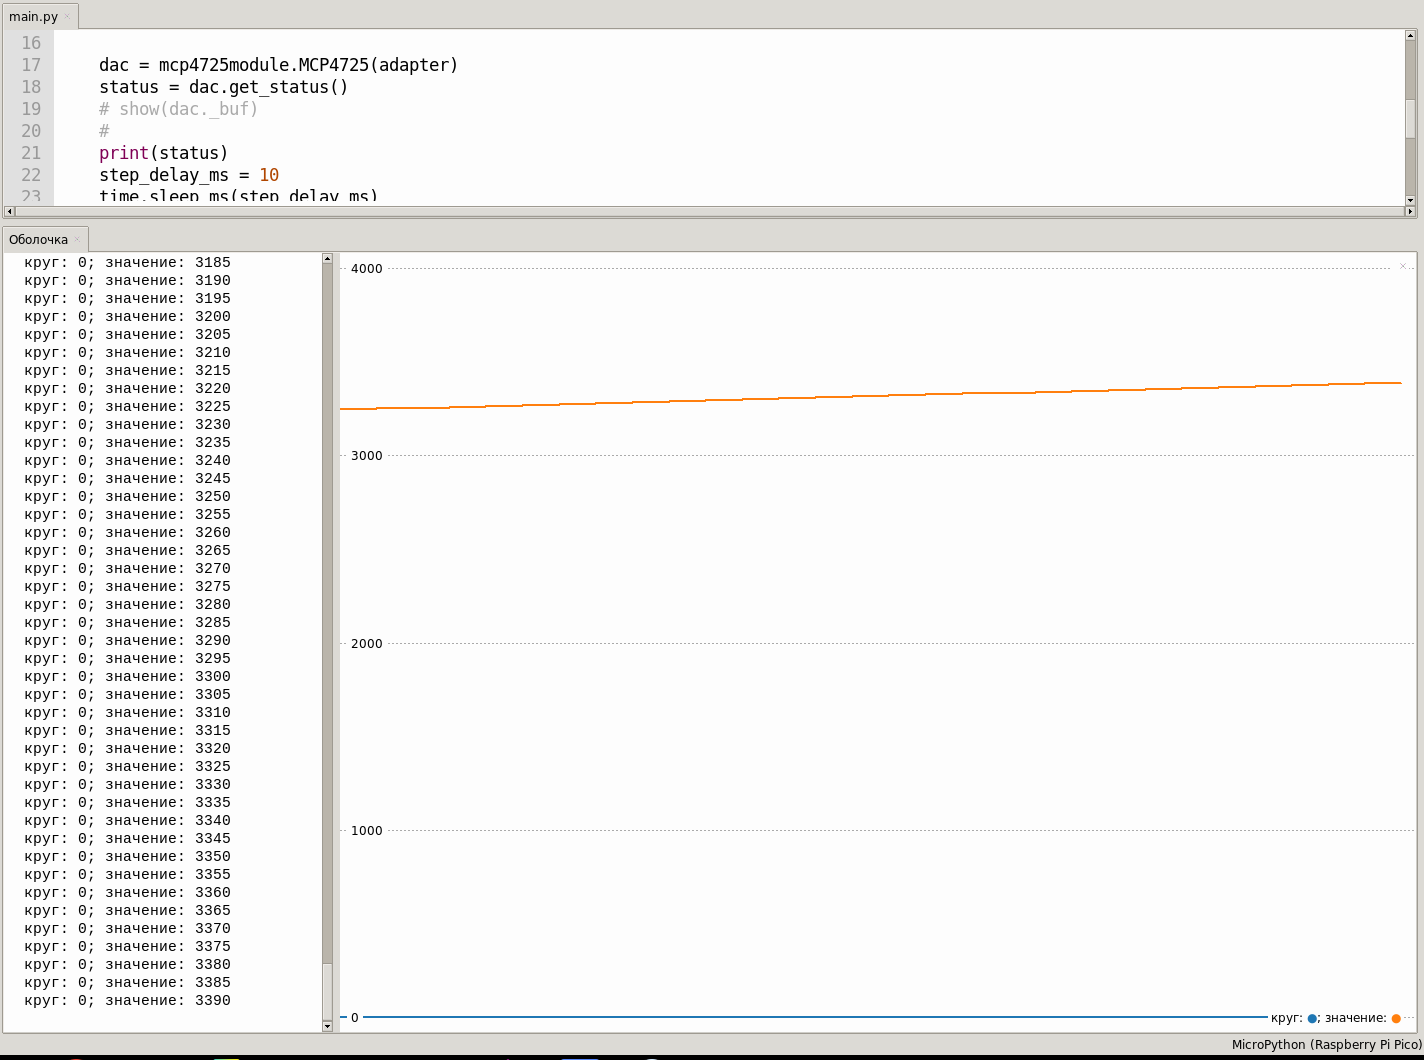 main.py
16
17 dac = mcp4725module.MCP4725(adapter)
18 status = dac.get_status()
19 # show(dac._buf)
20 #
21 print(status)
22 step_delay_ms = 10
23 time.sleep_ms(step_delay_ms)
Оболочка
круг: 0; значение: 3185
круг: 0; значение: 3190
круг: 0; значение: 3195
круг: 0; значение: 3200
круг: 0; значение: 3205
круг: 0; значение: 3210
круг: 0; значение: 3215
круг: 0; значение: 3220
круг: 0; значение: 3225
круг: 0; значение: 3230
круг: 0; значение: 3235
круг: 0; значение: 3240
круг: 0; значение: 3245
круг: 0; значение: 3250
круг: 0; значение: 3255
круг: 0; значение: 3260
круг: 0; значение: 3265
круг: 0; значение: 3270
круг: 0; значение: 3275
круг: 0; значение: 3280
круг: 0; значение: 3285
круг: 0; значение: 3290
круг: 0; значение: 3295
круг: 0; значение: 3300
круг: 0; значение: 3305
круг: 0; значение: 3310
круг: 0; значение: 3315
круг: 0; значение: 3320
круг: 0; значение: 3325
круг: 0; значение: 3330
круг: 0; значение: 3335
круг: 0; значение: 3340
круг: 0; значение: 3345
круг: 0; значение: 3350
круг: 0; значение: 3355
круг: 0; значение: 3360
круг: 0; значение: 3365
круг: 0; значение: 3370
круг: 0; значение: 3375
круг: 0; значение: 3380
круг: 0; значение: 3385
круг: 0; значение: 3390
4000
3000
2000
1000
0
круг: ; значение:
MicroPython (Raspberry Pi Pico)